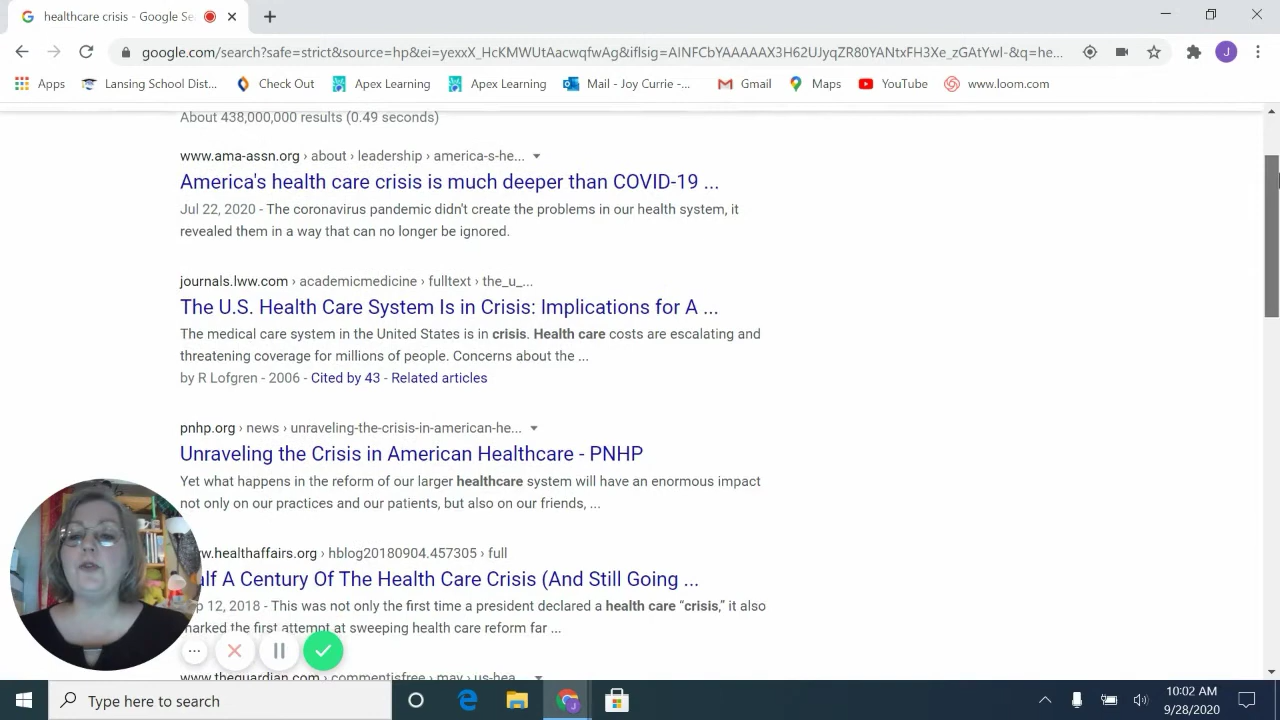 healthcare crisis - Google Se
google.com/search?safe=strict&source=hp&ei=yexxX_HcKMWUtAacwqfwAg&iflsig=AINFCbYAAAAAX3H62UJyqZR80YANtxFH3Xe_zGAtYwl-&q=he...
J
Apps Lansing School Dist... Check Out Apex Learning Apex Learning Mail - Joy Currie -... Gmail Maps YouTube www.loom.com
About 438,000,000 results (0.49 seconds)
www.ama-assn.org › about › leadership › america-s-he...
America's health care crisis is much deeper than COVID-19 ...
Jul 22, 2020 - The coronavirus pandemic didn't create the problems in our health system, it
revealed them in a way that can no longer be ignored.
journals.lww.com › academicmedicine › fulltext › the_u_...
The U.S. Health Care System Is in Crisis: Implications for A ...
The medical care system in the United States is in crisis. Health care costs are escalating and
threatening coverage for millions of people. Concerns about the ...
by R Lofgren - 2006 - Cited by 43 - Related articles
pnhp.org › news › unraveling-the-crisis-in-american-he...
Unraveling the Crisis in American Healthcare - PNHP
Yet what happens in the reform of our larger healthcare system will have an enormous impact
not only on our practices and our patients, but also on our friends, ...
w.healthaffairs.org › hblog20180904.457305 › full
alf A Century Of The Health Care Crisis (And Still Going ...
p 12, 2018 - This was not only the first time a president declared a health care “crisis,” it also
marked the first attempt at sweeping health care reform far ...
www.theguardian.com › commentisfree › may › us-hea...
Type here to search
10:02 AM
9/28/2020